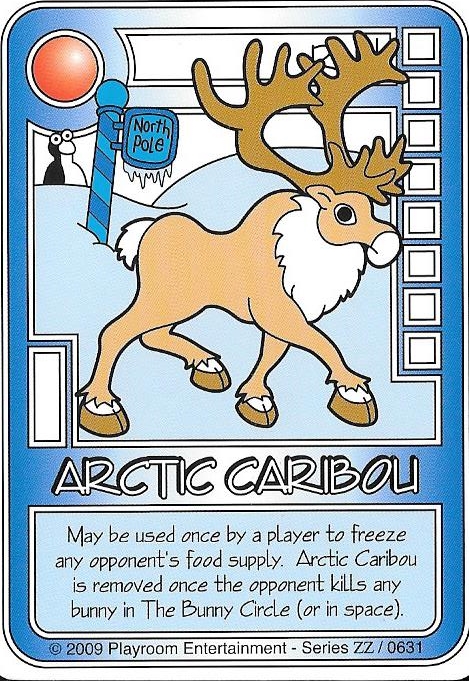 North
Pole
ARCTIC CARIBOU
May be used once by a player to freeze
any opponent's food supply. Arctic Caribou
is removed once the opponent kills any
bunny in The Bunny Circle (or in space).
© 2009 Playroom Entertainment - Series ZZ / 0631